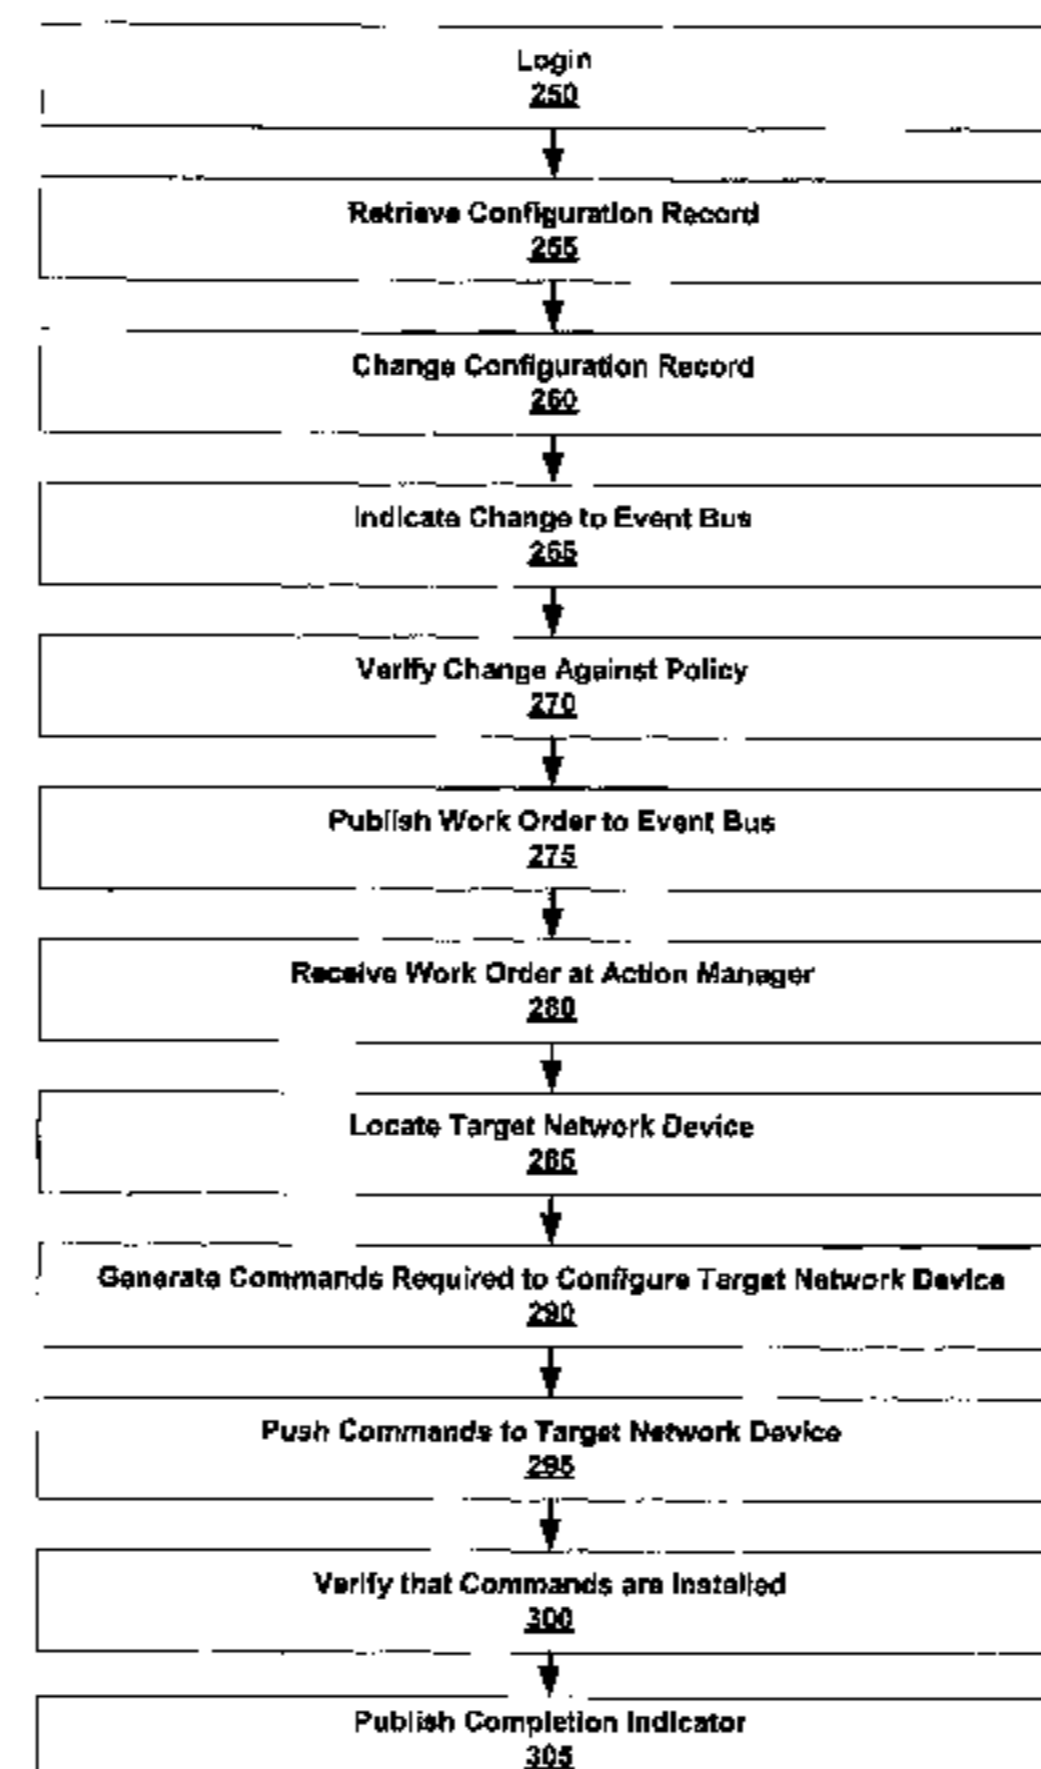 Login
250
Retrieve Configuration Record
255
Change Configuration Record
260
Indicate Change to Event Bus
265
Verify Change Against Policy
270
Publish Work Order to Event Bus
275
Receive Work Order at Action Manager
280
Locate Target Network Device
285
Generate Commands Required to Configure Target Network Device
290
Push Commands to Target Network Device
295
Verify that Commands are Installed
300
Publish Completion Indicator
305